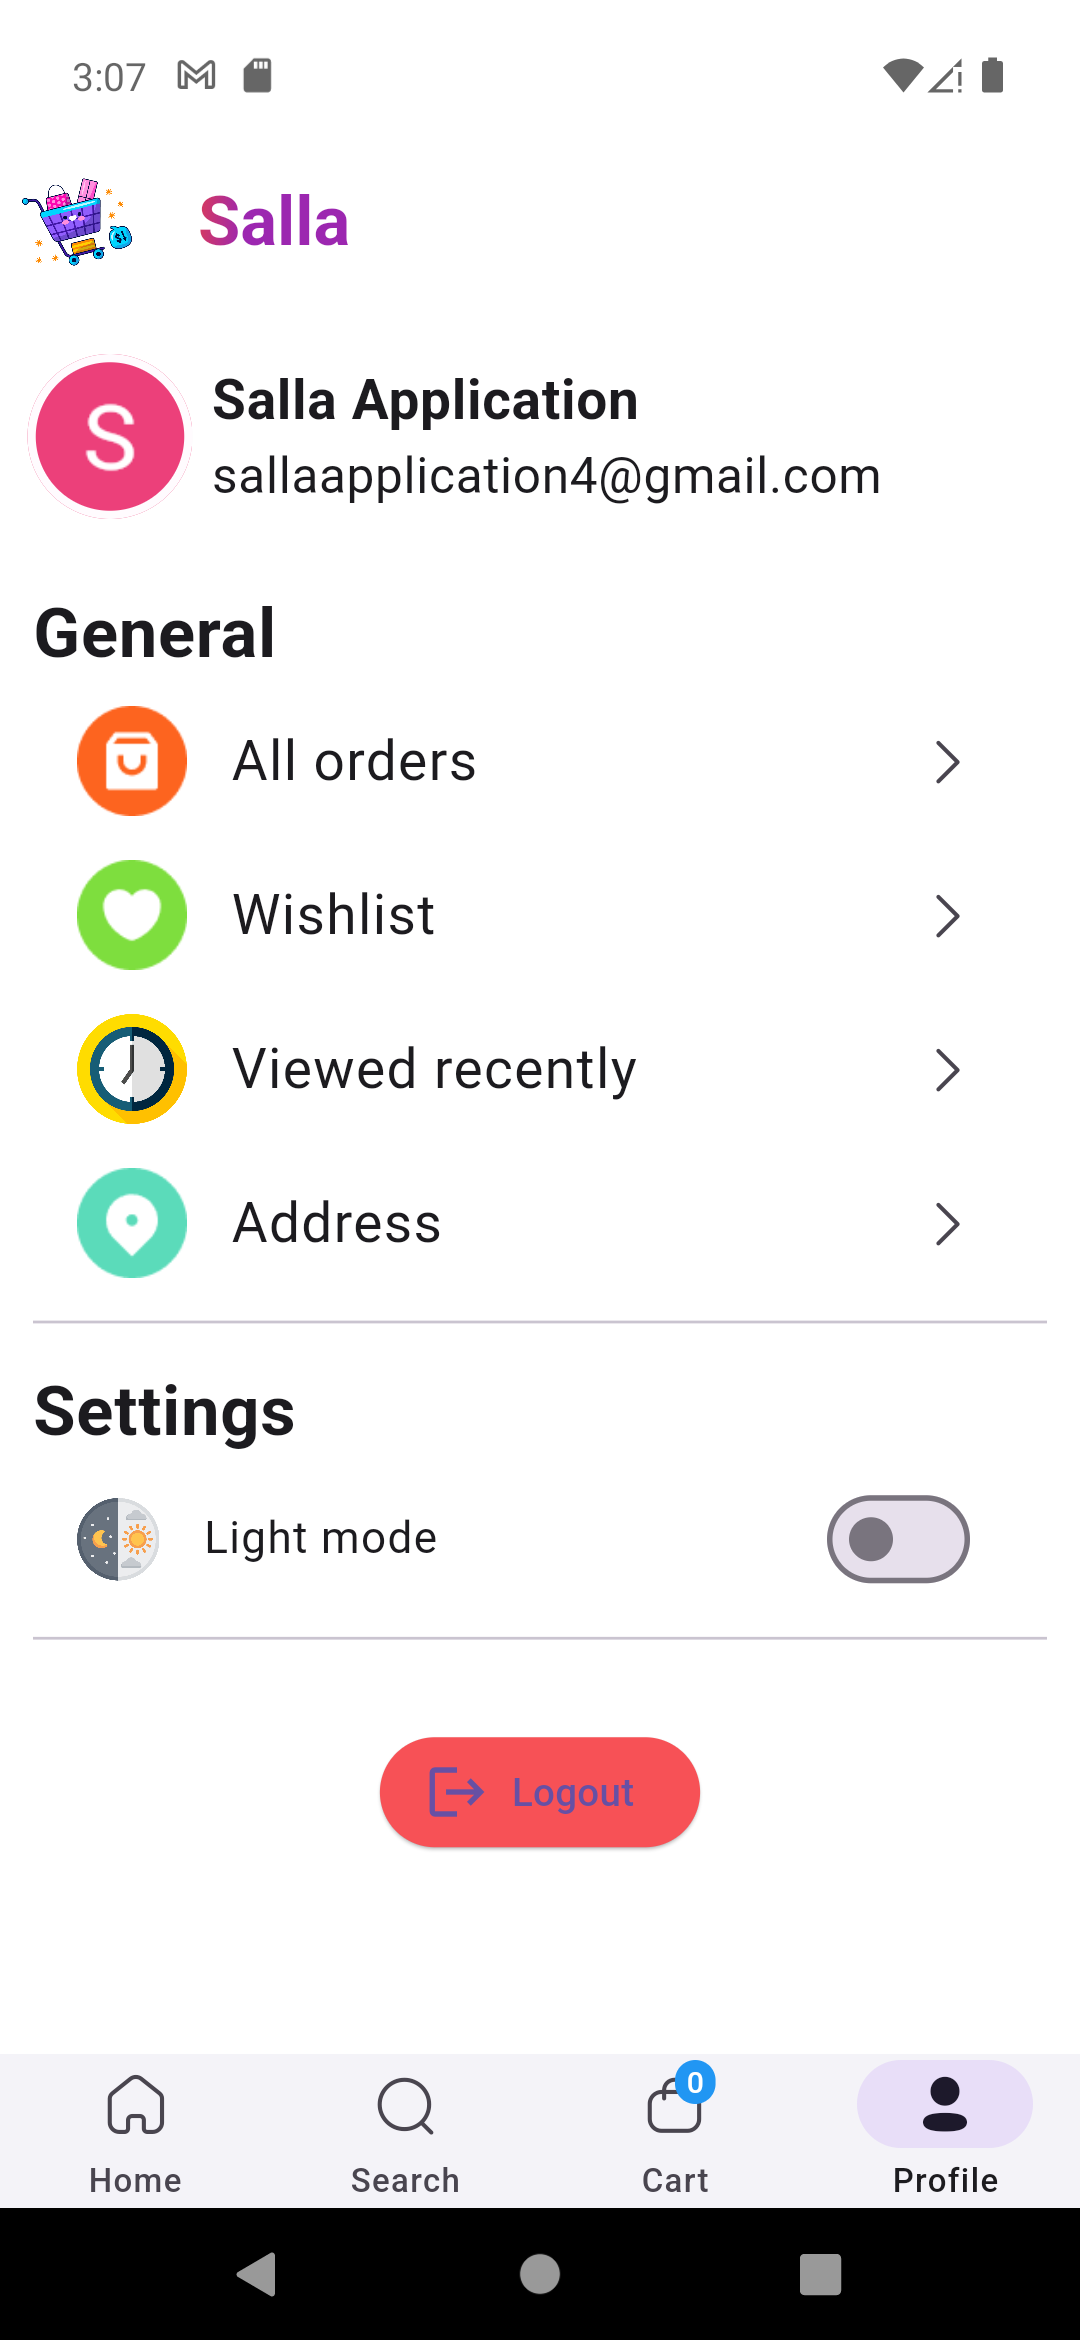 3:07
Salla
S
Salla Application
sallaapplication4@gmail.com
General
All orders
Wishlist
Viewed recently
Address
Settings
Light mode
Logout
0
Home
Search
Cart
Profile